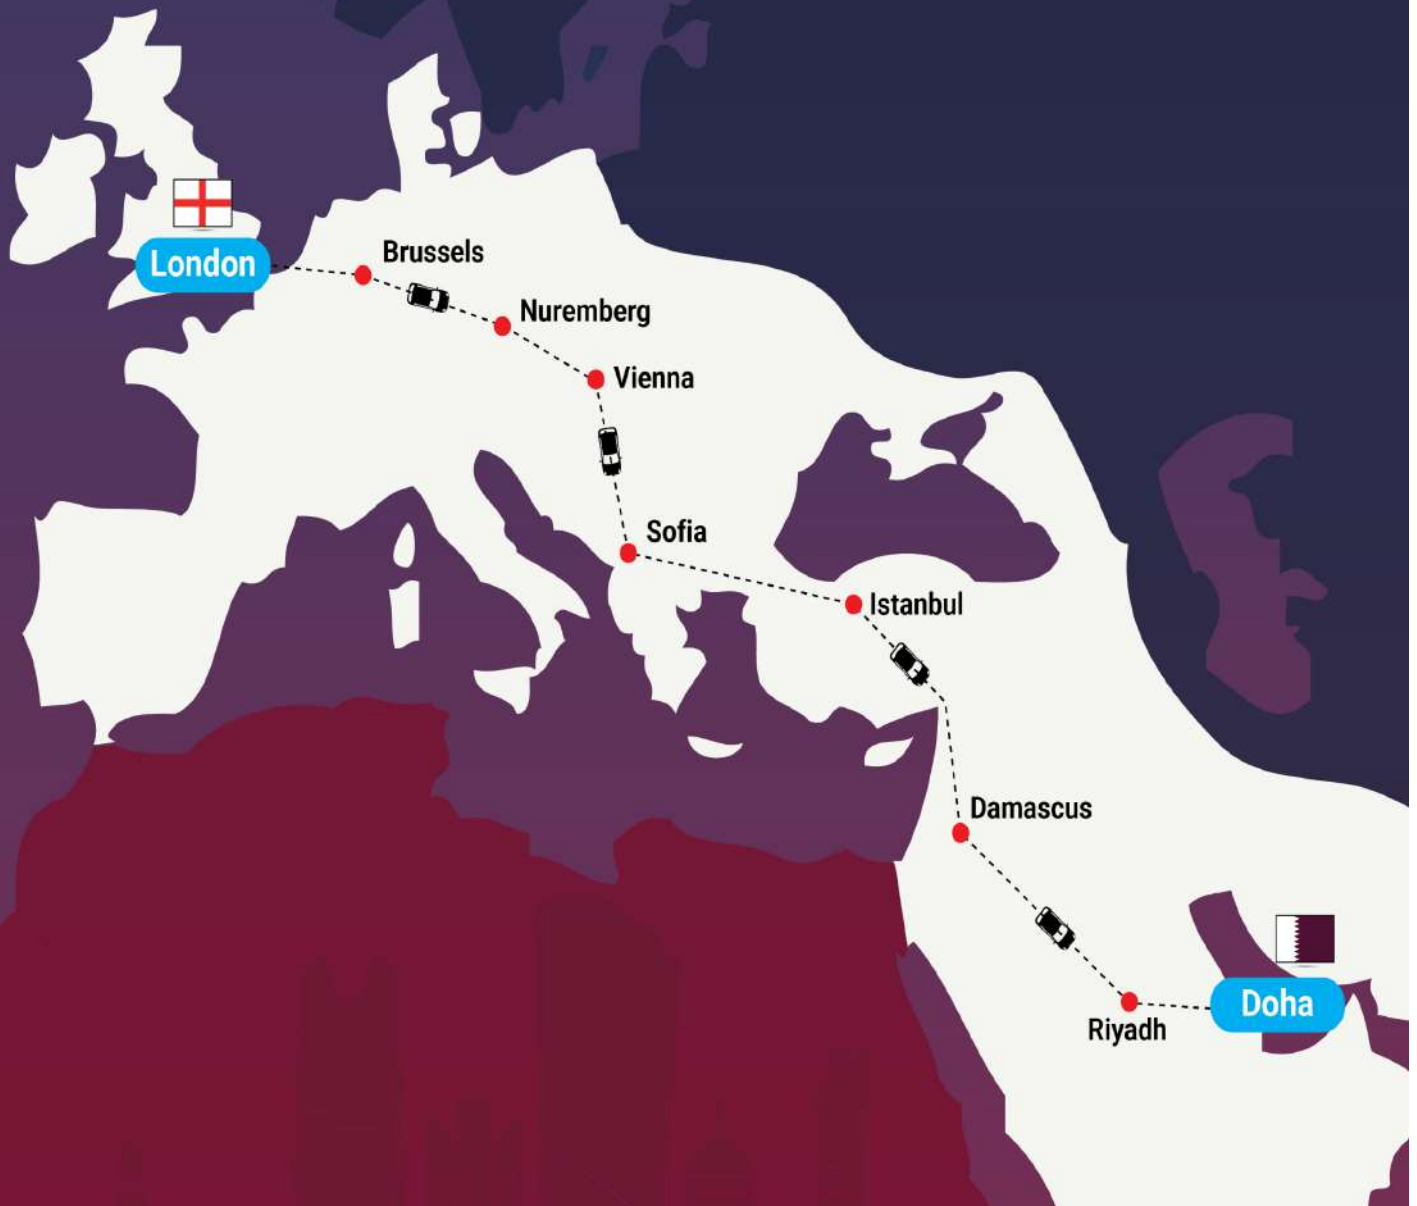 London
Brussels
Nuremberg
Vienna
Sofia
Istanbul
Damascus
Riyadh
Doha